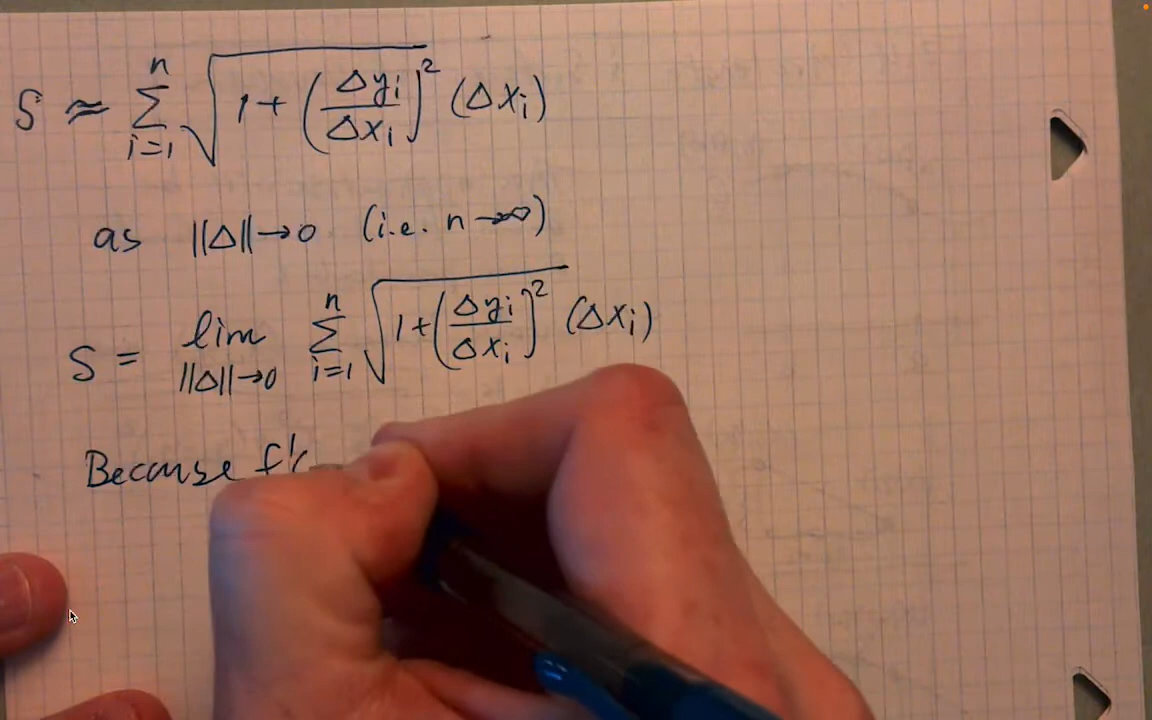 S ≈ Σ_{i=1}^{n} √(1 + (Δy_i/Δx_i)²) (Δx_i)
as ||Δ||→0 (i.e. n→∞)
S = lim_{||Δ||→0} Σ_{i=1}^{n} √(1 + (Δy_i/Δx_i)²) (Δx_i)
Because f'(